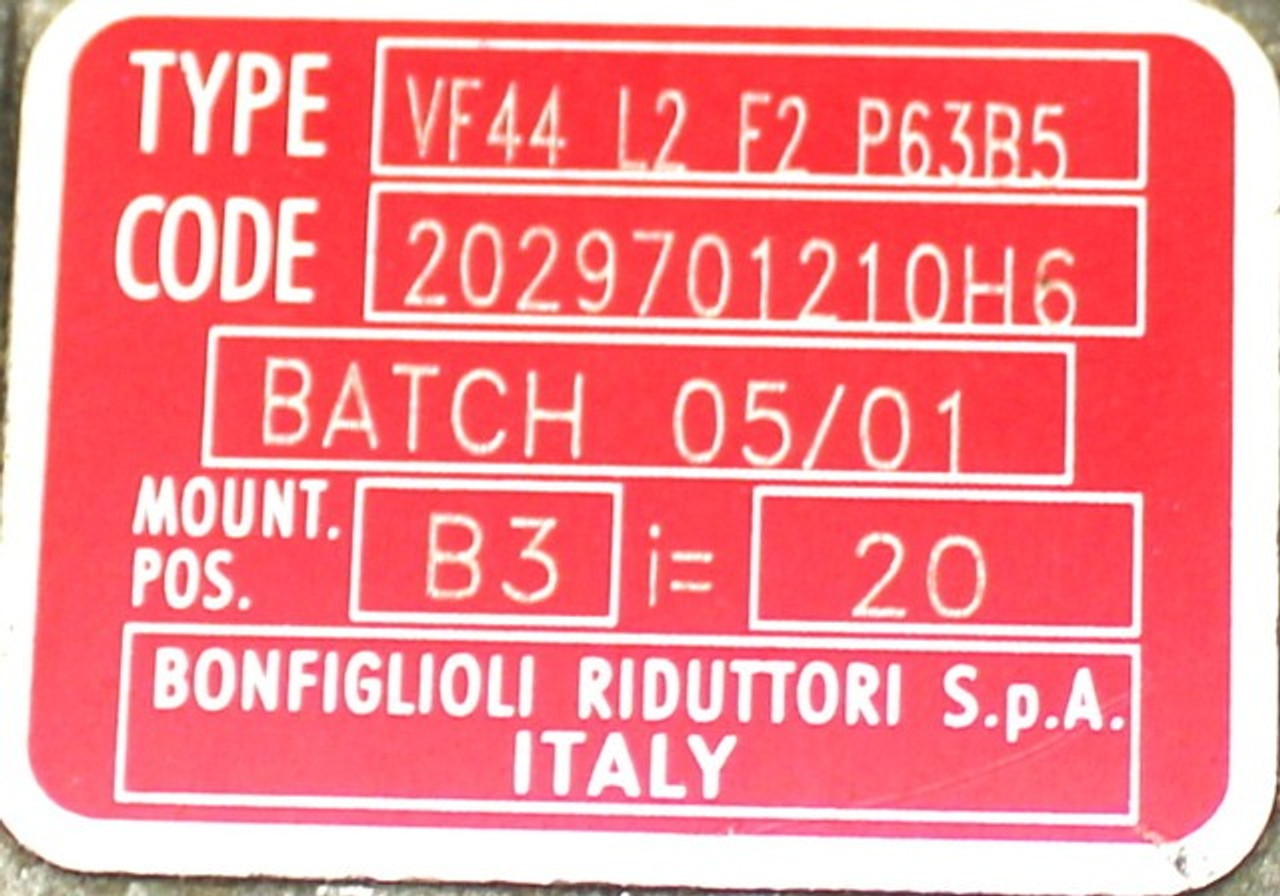 TYPE VF44 L2 F2 P63B5
CODE 2029701210H6
BATCH 05/01
MOUNT. POS. B3 i= 20
BONFIGLIOLI RIDUTTORI S.p.A.
ITALY